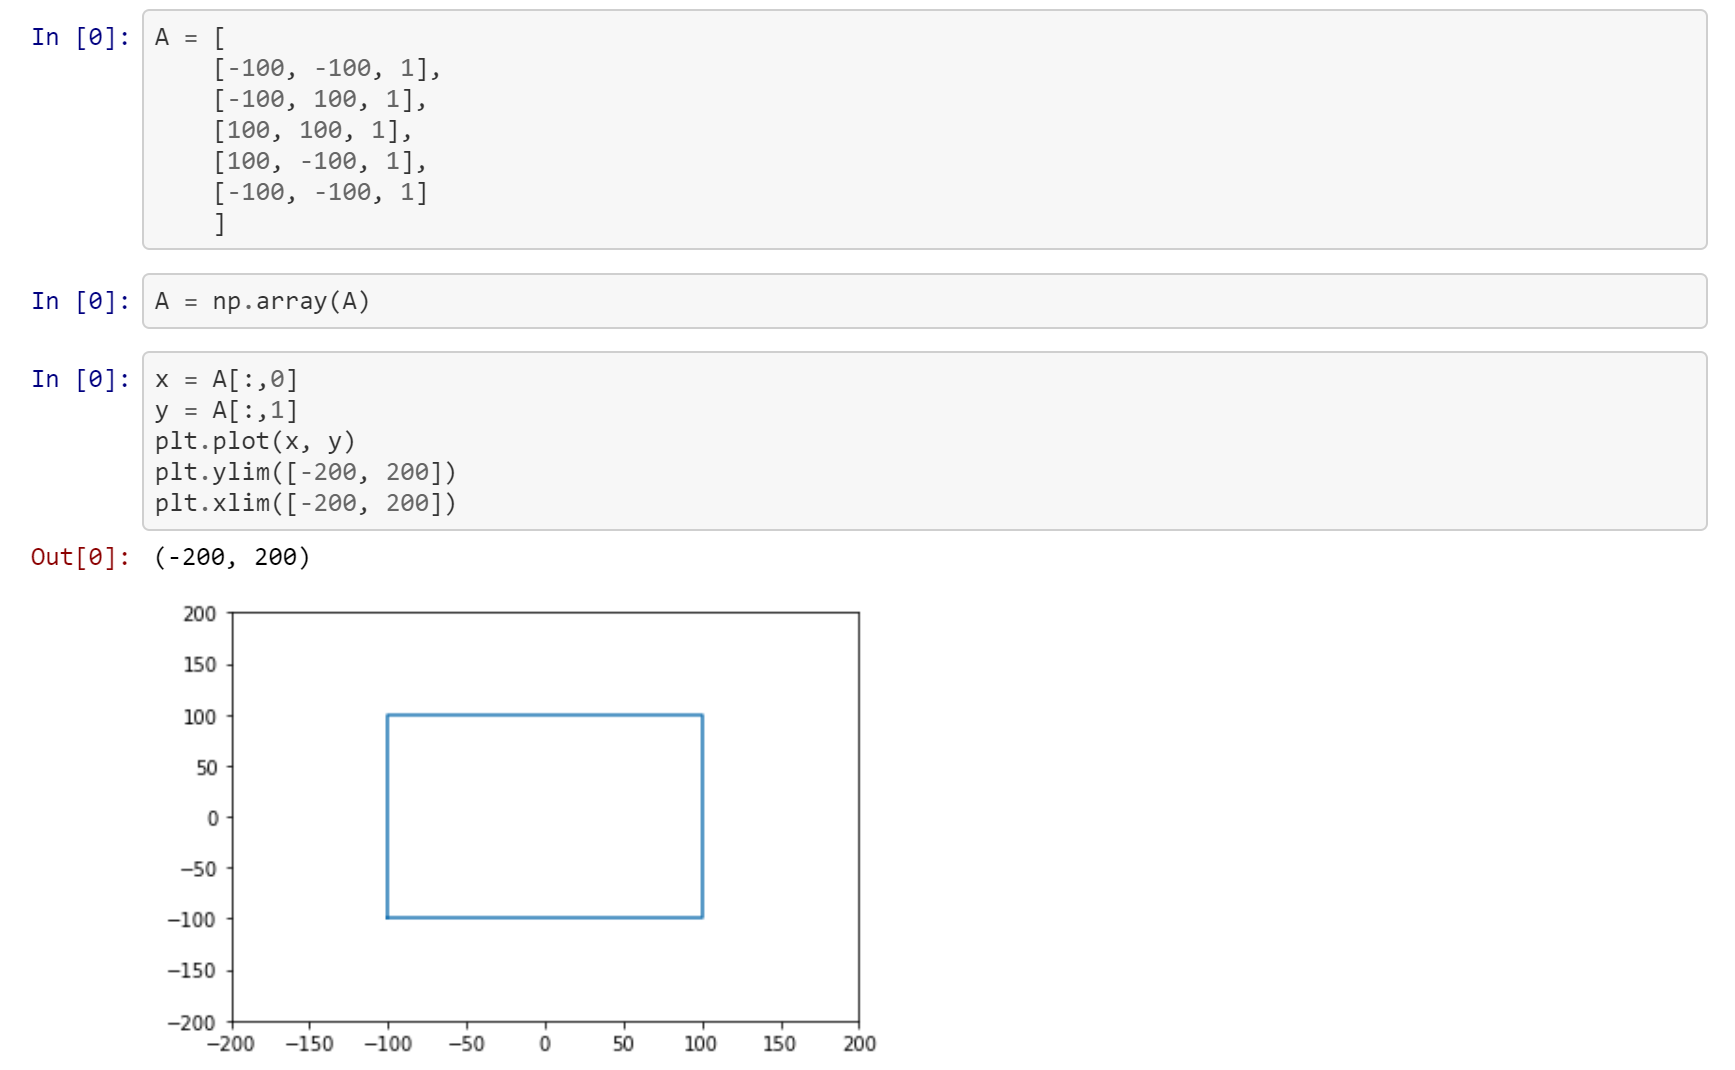 In [0]: A = [
    [-100, -100, 1],
    [-100, 100, 1],
    [100, 100, 1],
    [100, -100, 1],
    [-100, -100, 1]
    ]
In [0]: A = np.array(A)
In [0]: x = A[:,0]
y = A[:,1]
plt.plot(x, y)
plt.ylim([-200, 200])
plt.xlim([-200, 200])
Out[0]: (-200, 200)
200
150
100
50
0
−50
−100
−150
−200
−200 −150 −100 −50 0 50 100 150 200